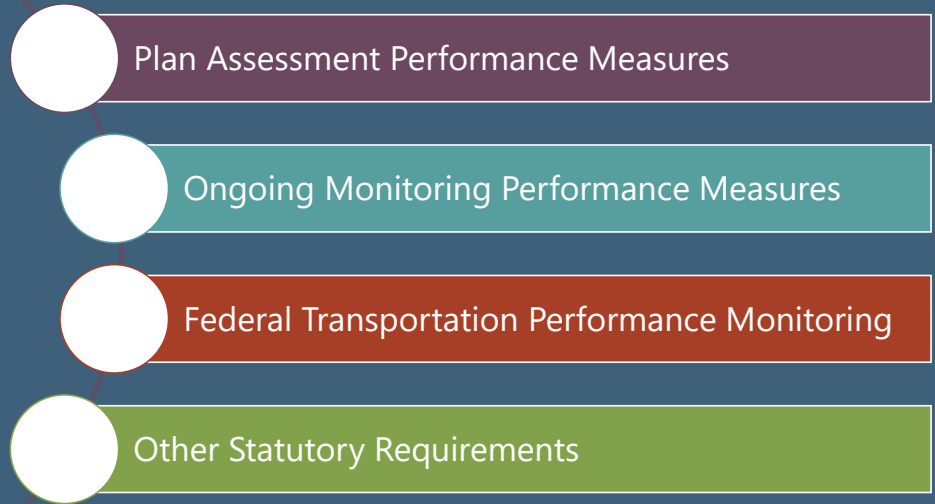 Plan Assessment Performance Measures
Ongoing Monitoring Performance Measures
Federal Transportation Performance Monitoring
Other Statutory Requirements